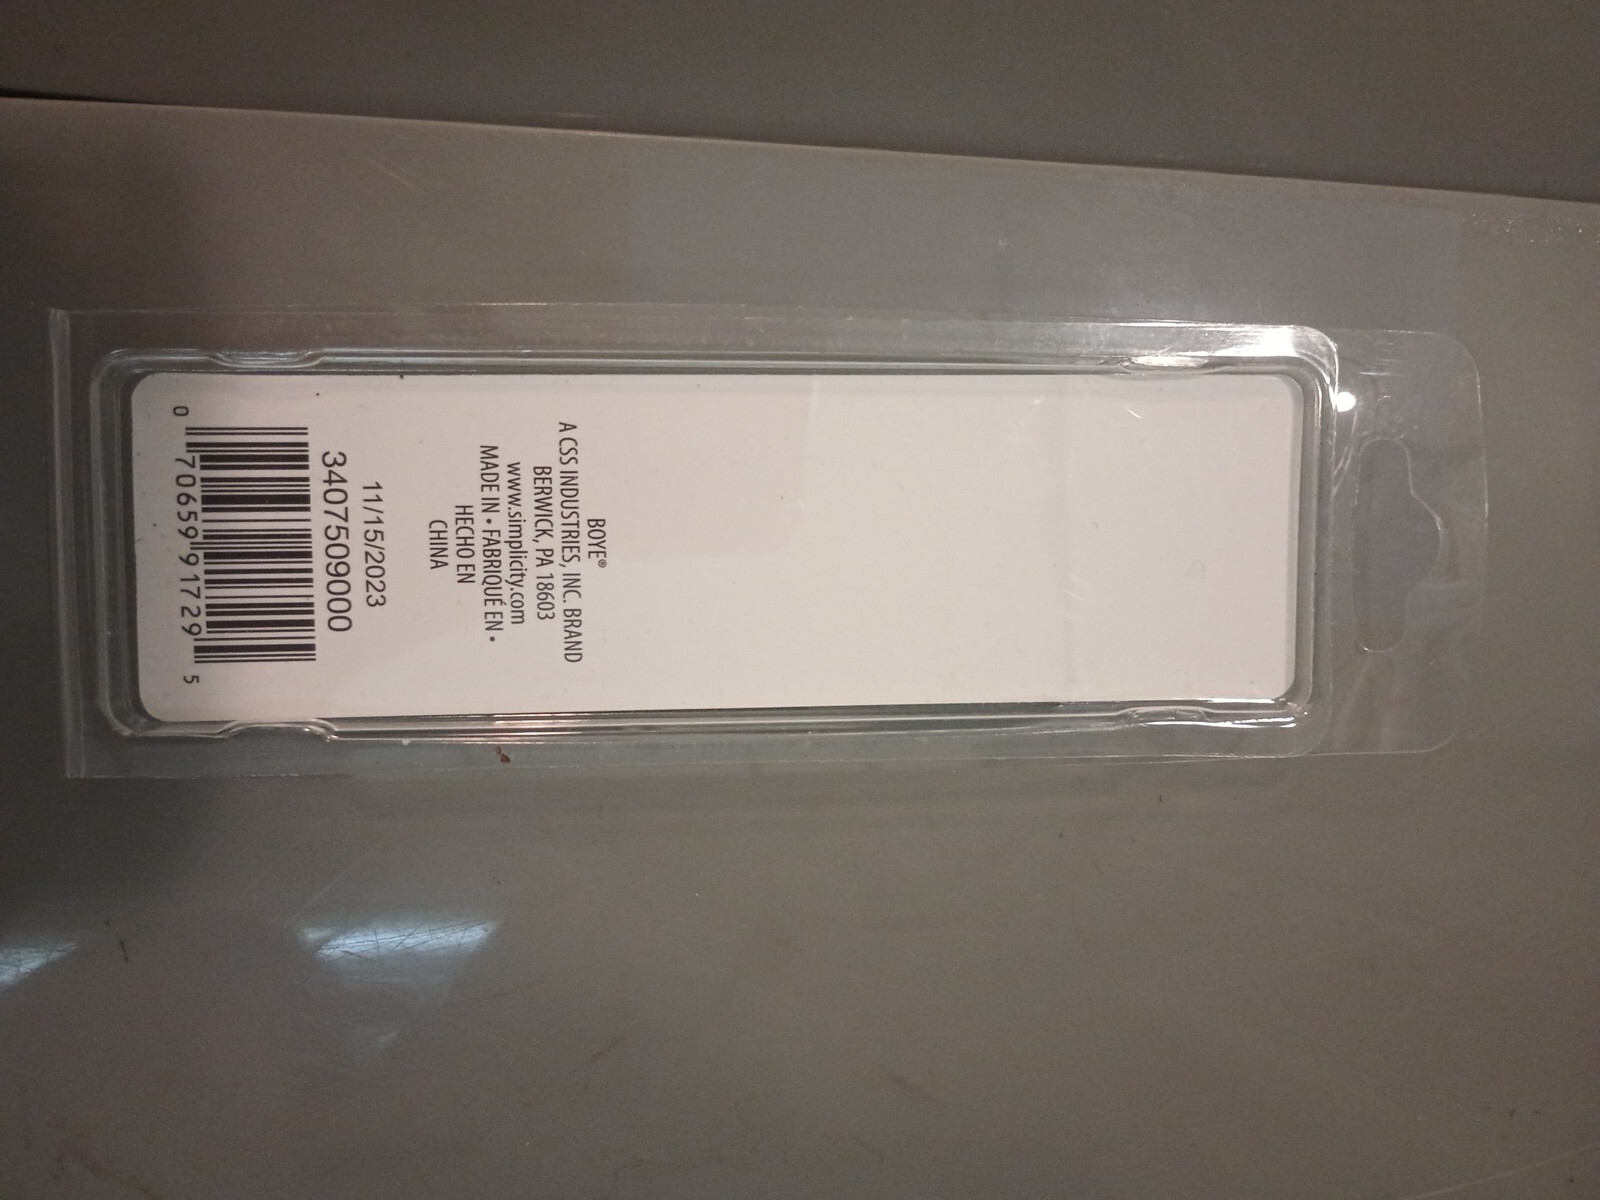 BOYE®
A CSS INDUSTRIES, INC. BRAND
BERWICK, PA 18603
www.simplicity.com
MADE IN • FABRIQUÉ EN •
HECHO EN
CHINA
11/15/2023
3407509000
0 70659 91729 5